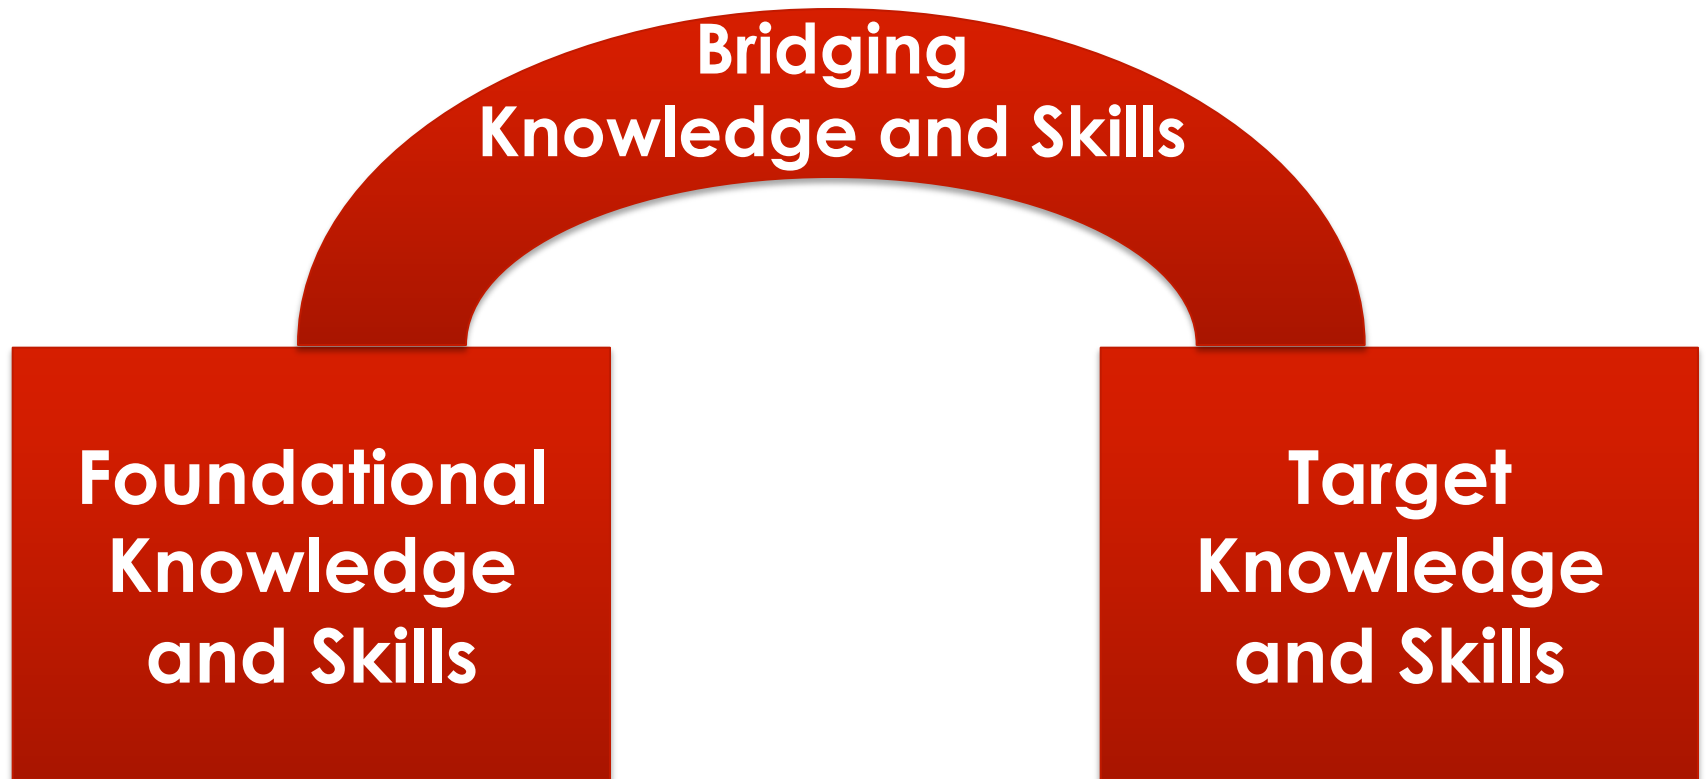 Bridging
Knowledge and Skills
Foundational
Knowledge
and Skills
Target
Knowledge
and Skills